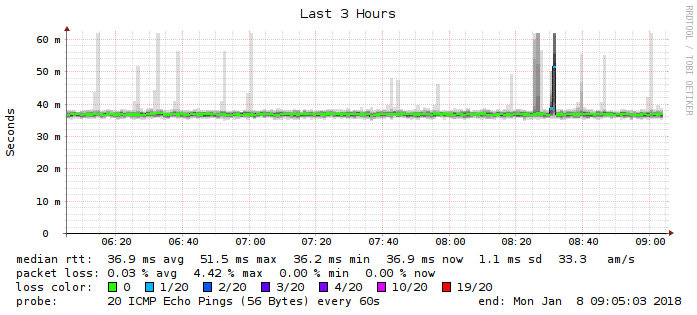 Last 3 Hours
RRDTOOL / TOBI OETIKER
Seconds
60 m
50 m
40 m
30 m
20 m
10 m
0
06:20 06:40 07:00 07:20 07:40 08:00 08:20 08:40 09:00
median rtt: 36.9 ms avg 51.5 ms max 36.2 ms min 36.9 ms now 1.1 ms sd 33.3 am/s
packet loss: 0.03 % avg 4.42 % max 0.00 % min 0.00 % now
loss color: 0 1/20 2/20 3/20 4/20 10/20 19/20
probe: 20 ICMP Echo Pings (56 Bytes) every 60s end: Mon Jan 8 09:05:03 2018